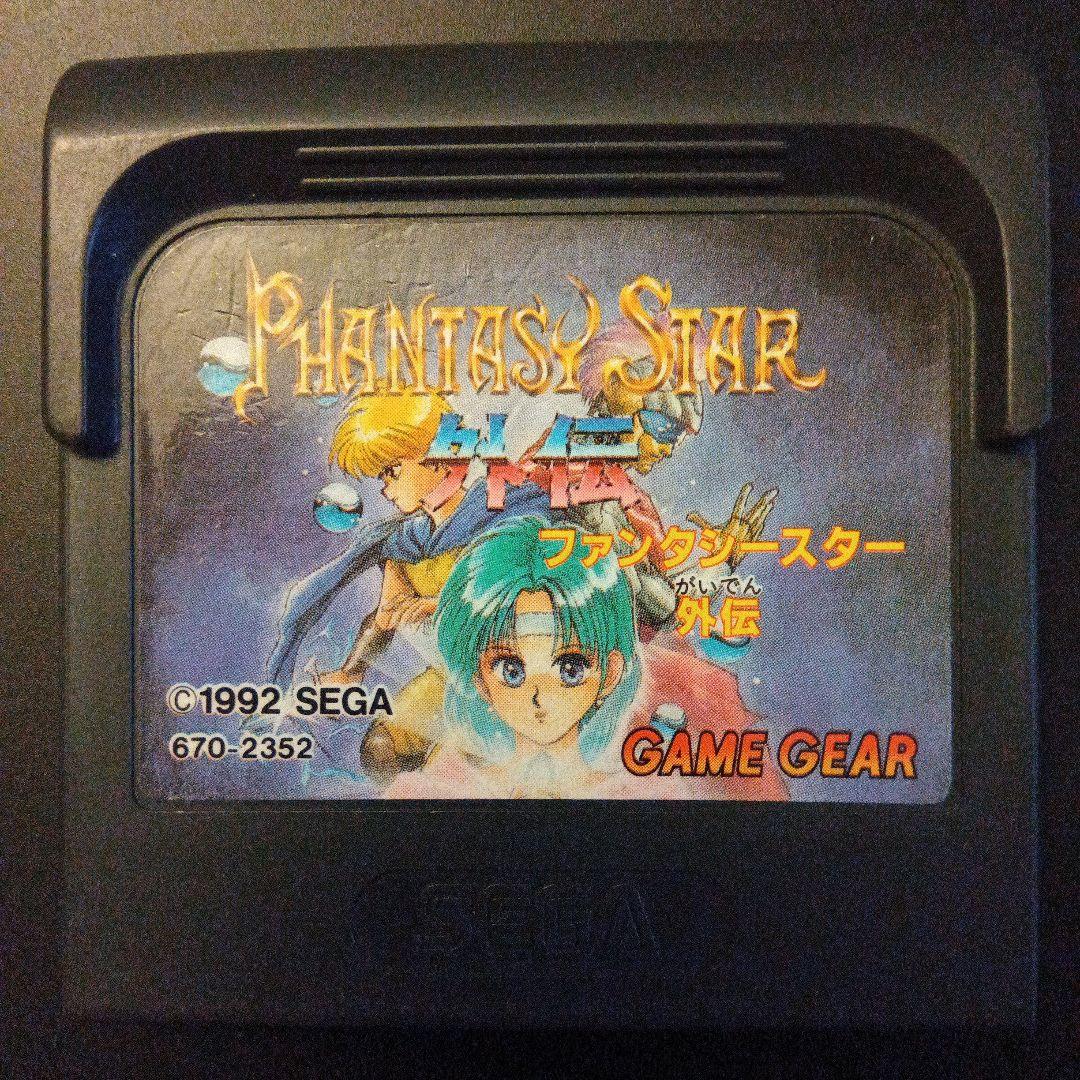 PHANTASY STAR
外伝
ファンタシースター
がいでん
外伝
©1992 SEGA
670-2352
GAME GEAR
SEGA